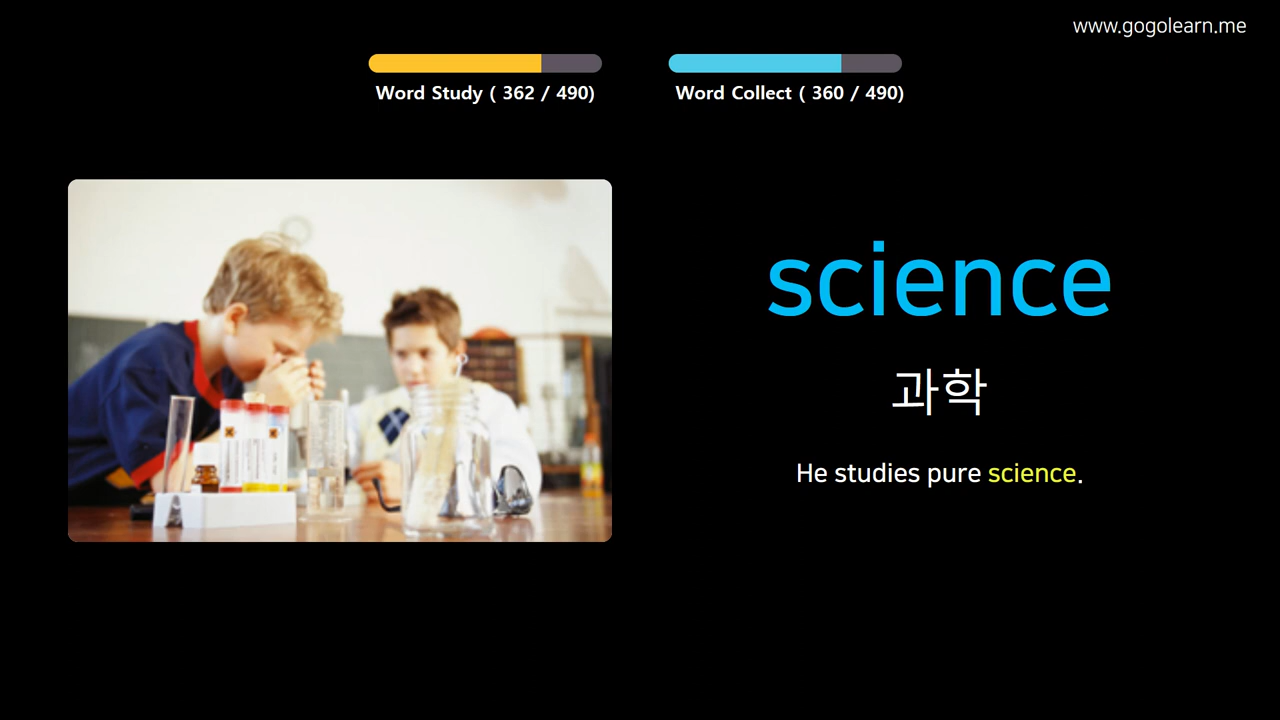 www.gogolearn.me
Word Study ( 362 / 490)
Word Collect ( 360 / 490)
science
과학
He studies pure science.